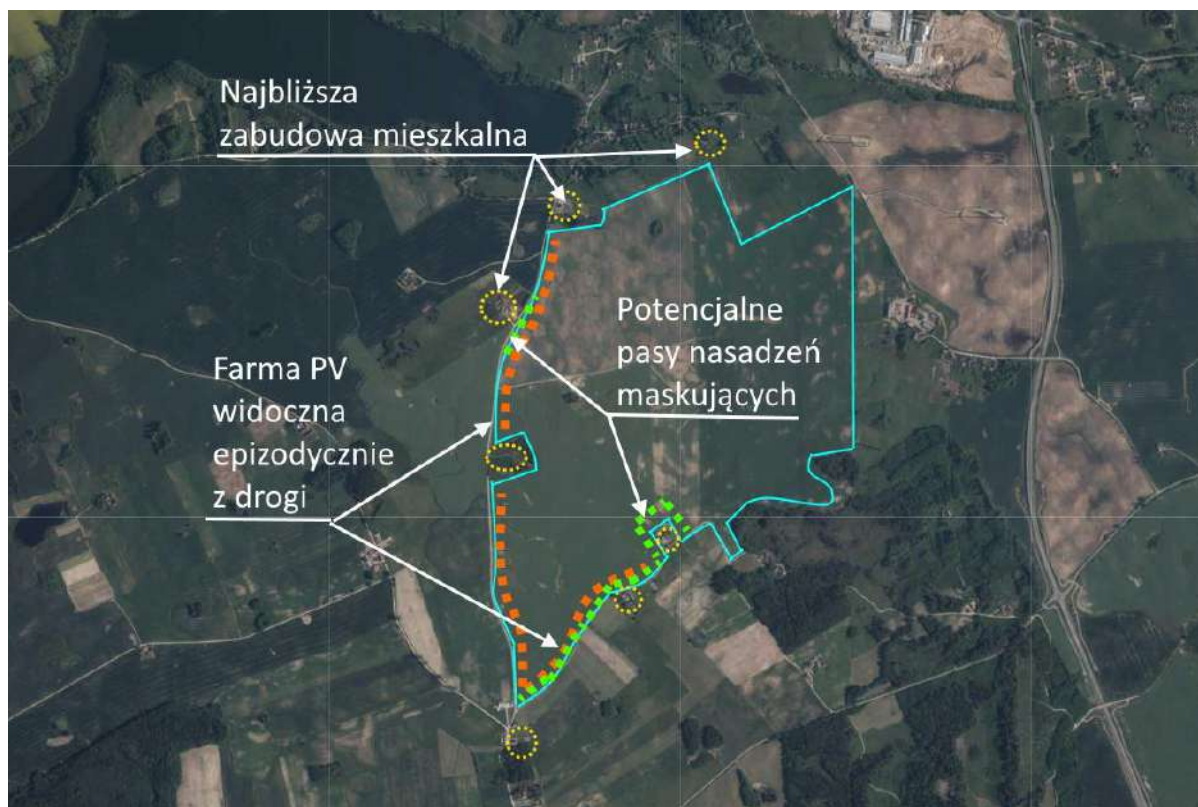 Najbliższa
zabudowa mieszkalna
Potencjalne
pasy nasadzeń
maskujących
Farma PV
widoczna
epizodycznie
z drogi